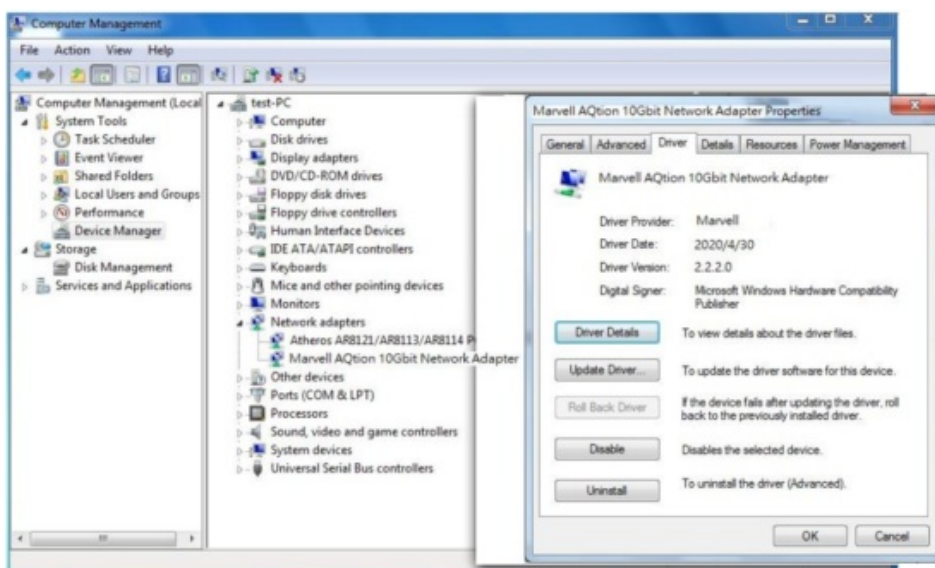 Computer Management
File Action View Help
Computer Management (Local
System Tools
Task Scheduler
Event Viewer
Shared Folders
Local Users and Groups
Performance
Device Manager
Storage
Disk Management
Services and Applications
test-PC
Computer
Disk drives
Display adapters
DVD/CD-ROM drives
Floppy disk drives
Floppy drive controllers
Human Interface Devices
IDE ATA/ATAPI controllers
Keyboards
Mice and other pointing devices
Monitors
Network adapters
Atheros AR8121/AR8113/AR8114 P
Marvell AQtion 10Gbit Network Adapter
Other devices
Ports (COM & LPT)
Processors
Sound, video and game controllers
System devices
Universal Serial Bus controllers
Marvell AQtion 10Gbit Network Adapter Properties
General Advanced Driver Details Resources Power Management
Marvell AQtion 10Gbit Network Adapter
Driver Provider: Marvell
Driver Date: 2020/4/30
Driver Version: 2.2.2.0
Digital Signer: Microsoft Windows Hardware Compatibility
Publisher
Driver Details To view details about the driver files.
Update Driver... To update the driver software for this device.
Roll Back Driver If the device fails after updating the driver, roll
back to the previously installed driver.
Disable Disables the selected device.
Uninstall To uninstall the driver (Advanced).
OK Cancel